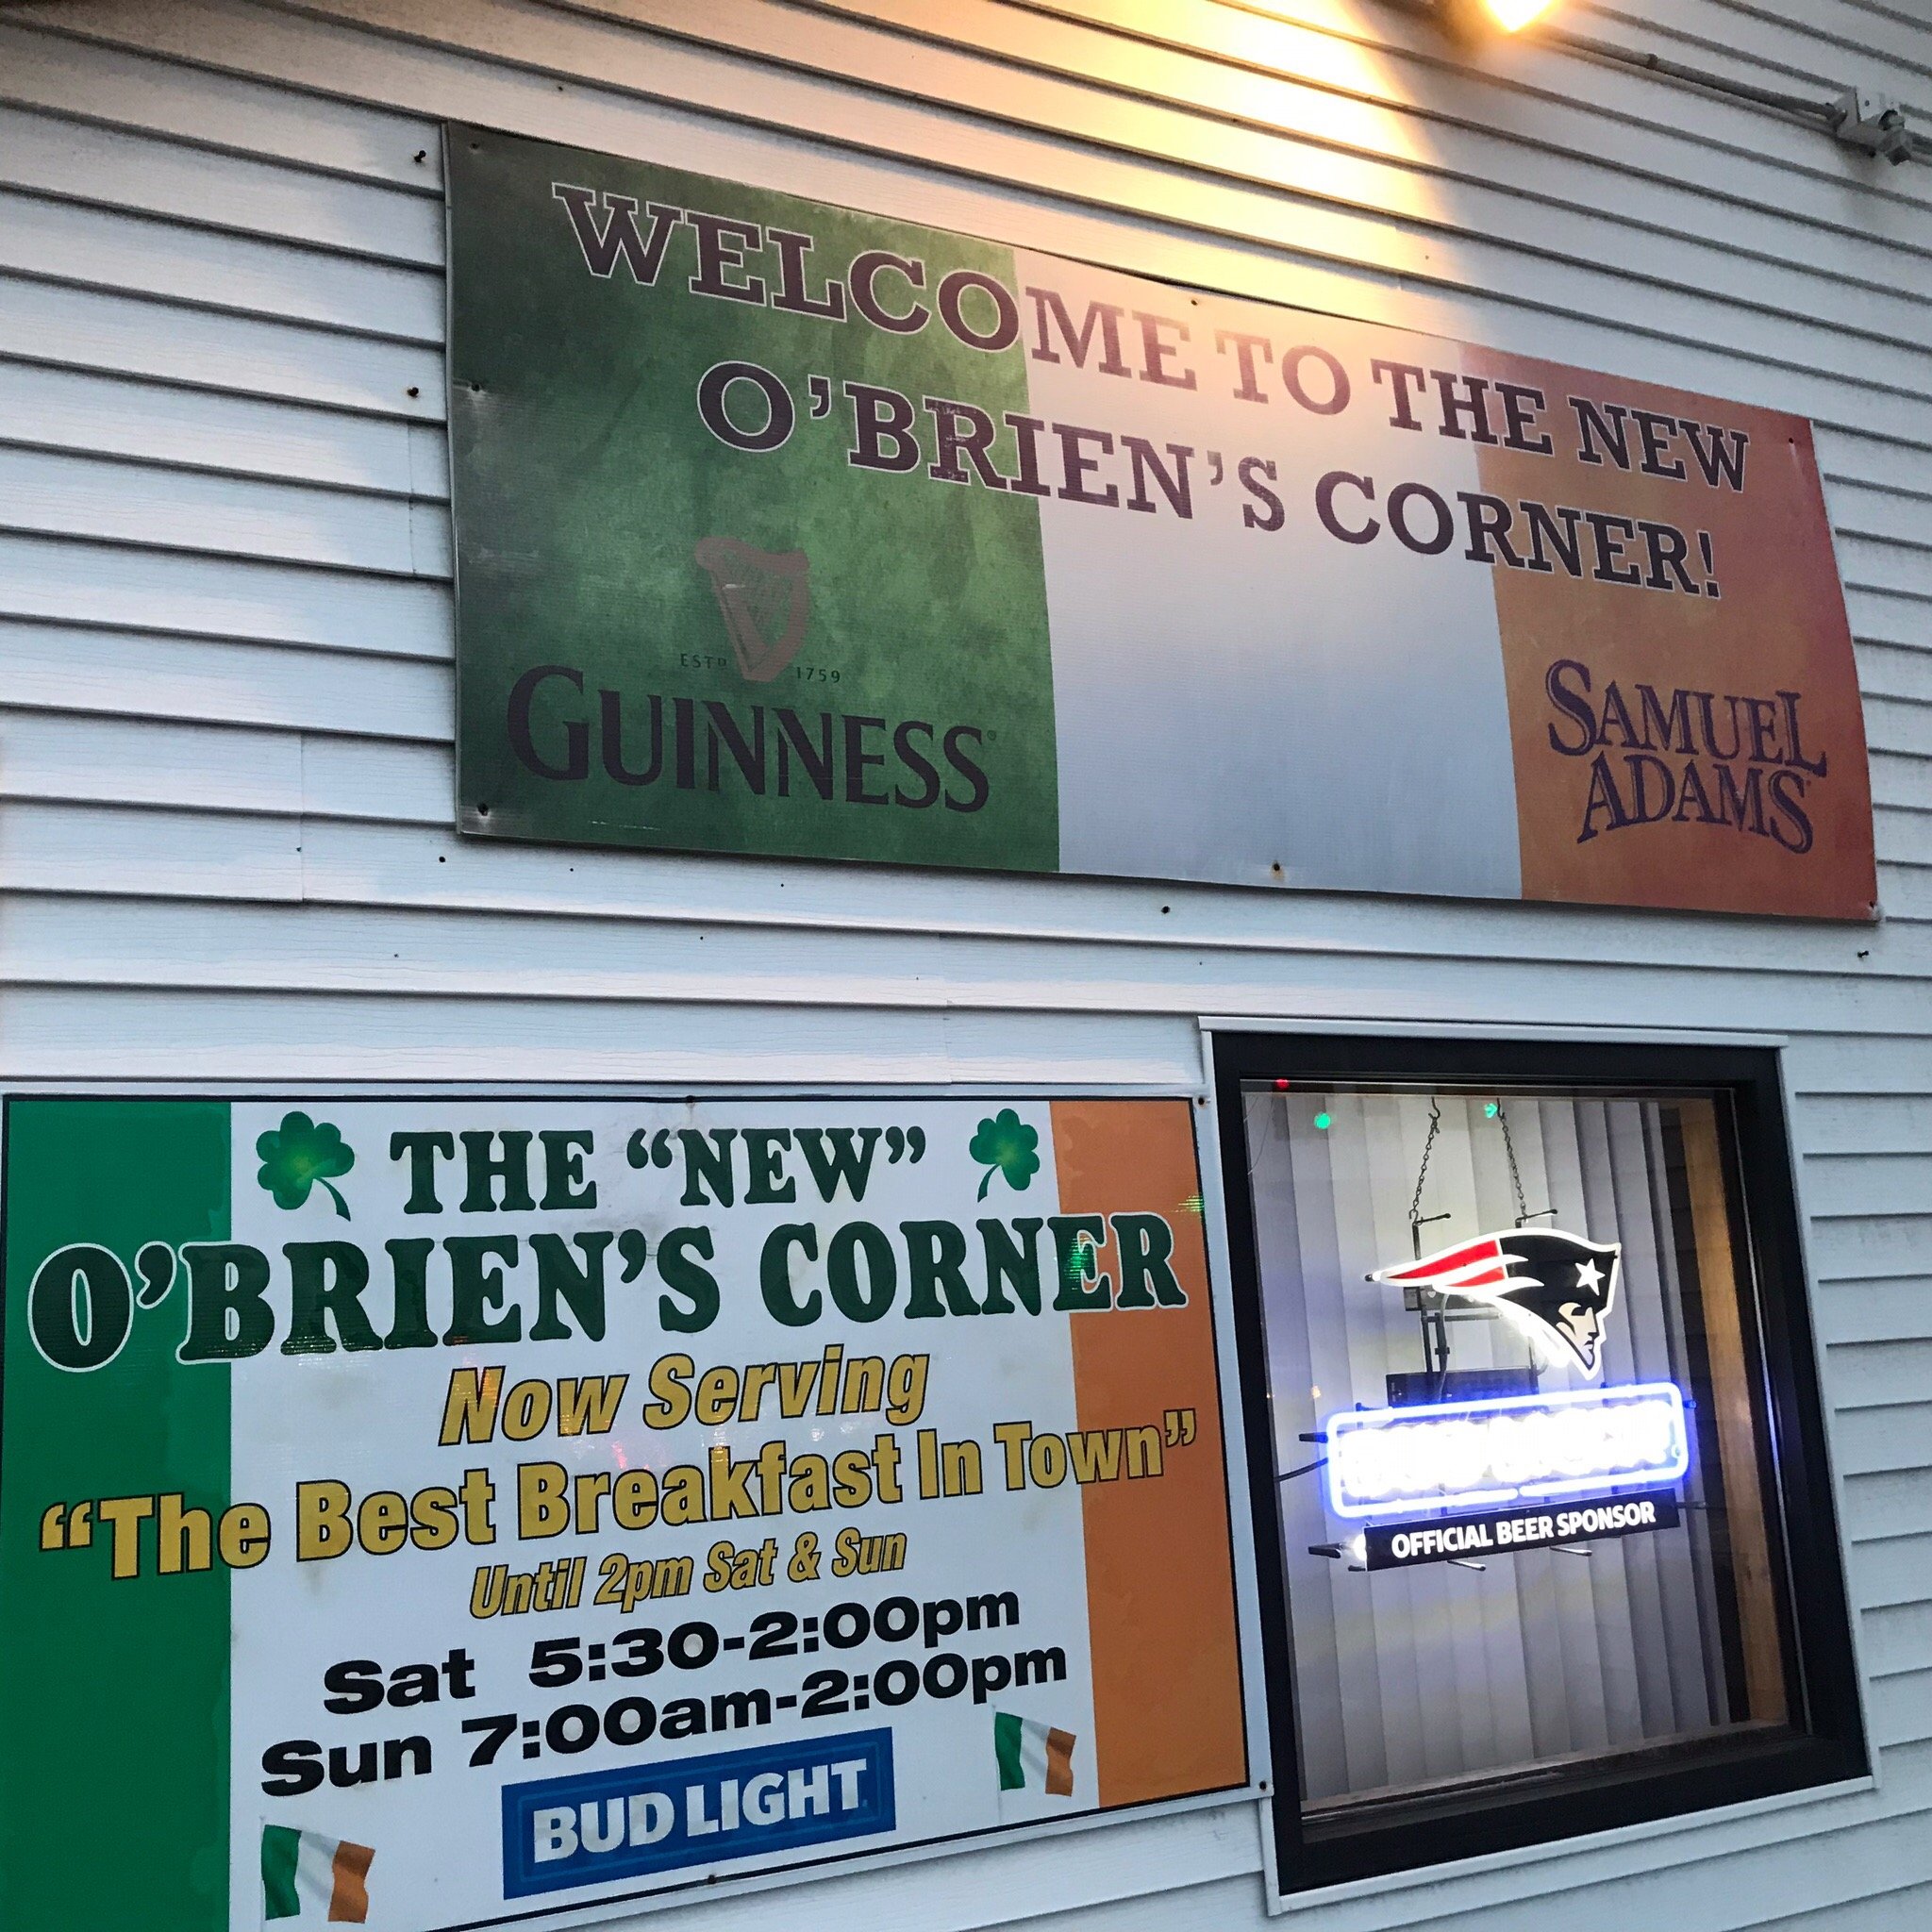 WELCOME TO THE NEW
O'BRIEN'S CORNER!
ESTD 1759
GUINNESS
SAMUEL
ADAMS
THE "NEW"
O'BRIEN'S CORNER
Now Serving
"The Best Breakfast In Town"
Until 2pm Sat & Sun
Sat 5:30-2:00pm
Sun 7:00am-2:00pm
BUD LIGHT
OFFICIAL BEER SPONSOR